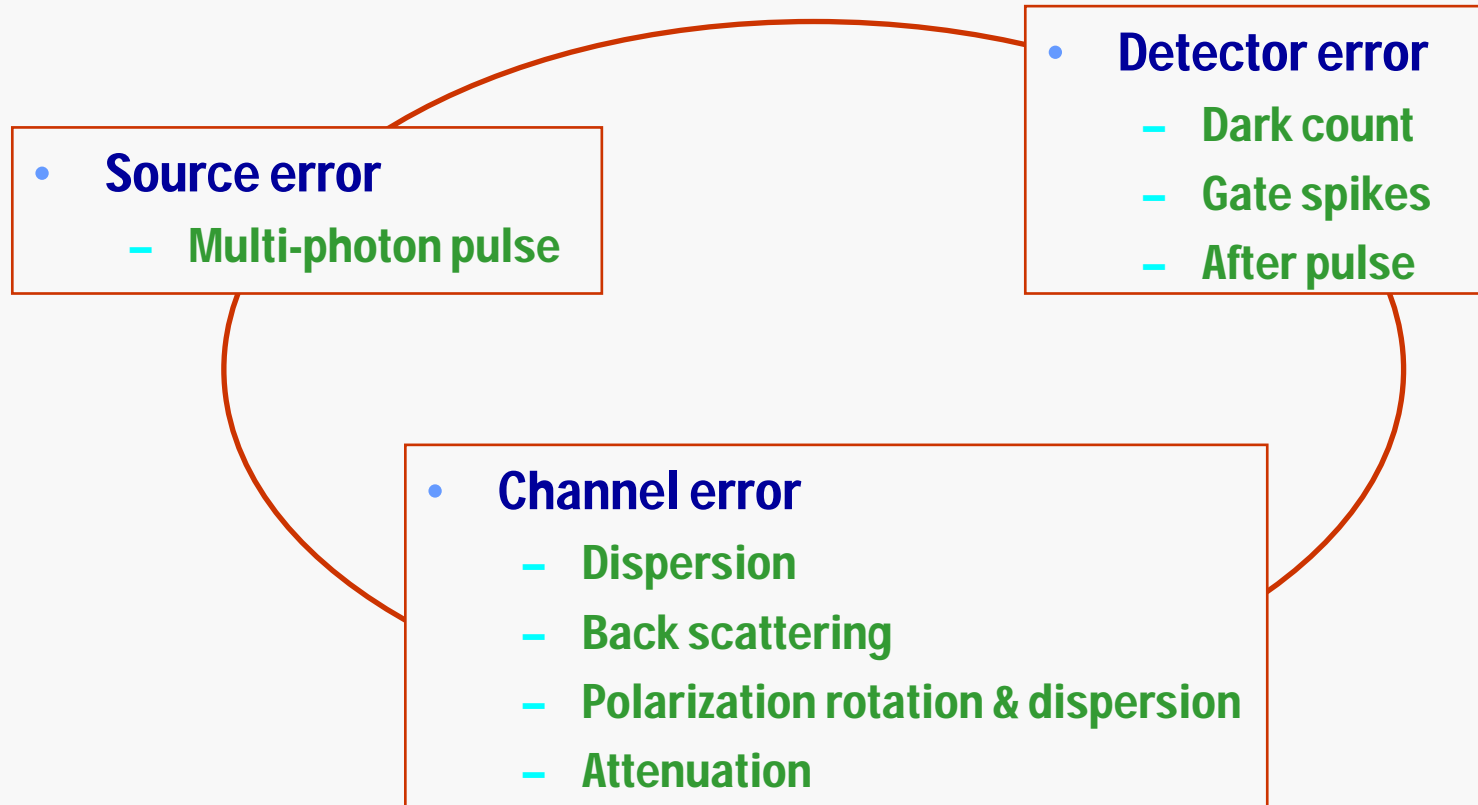 • Source error
– Multi-photon pulse
• Detector error
– Dark count
– Gate spikes
– After pulse
• Channel error
– Dispersion
– Back scattering
– Polarization rotation & dispersion
– Attenuation